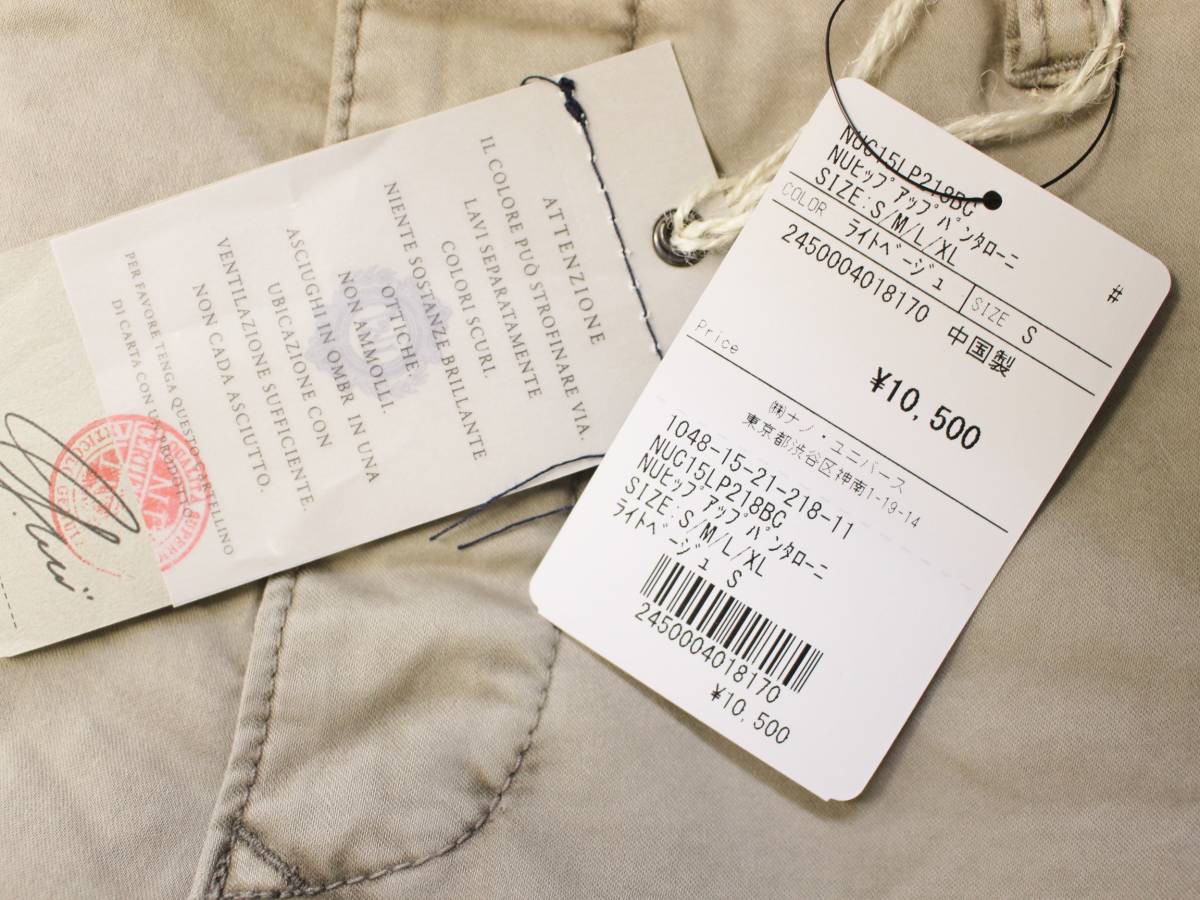 ATTENZIONE
IL COLORE PUÒ STROFINARE VIA.
LAVI SEPARATAMENTE
COLORI SCURI.
NIENTE SOSTANZE BRILLANTE
OTTICHE.
NON AMMOLLI.
ASCIUGHI IN OMBR IN UNA
UBICAZIONE CON
VENTILAZIONE SUFFICIENTE.
NON CADA ASCIUTTO.
PER FAVORE TENGA QUESTO CARTELLINO
DI CARTA CON UN PRODOTTO
NUC15LP218BG
NUヒップアップパンタローニ
SIZE:S/M/L/XL
#
COLOR ライトベージュ SIZE S
2450004018170 中国製
Price ¥10,500
㈱ナノ・ユニバース
東京都渋谷区神南1-19-14
1048-15-21-218-11
NUC15LP218BG
NUヒップアップパンタローニ
SIZE:S/M/L/XL
ライトベージュ S
2450004018170
¥10,500